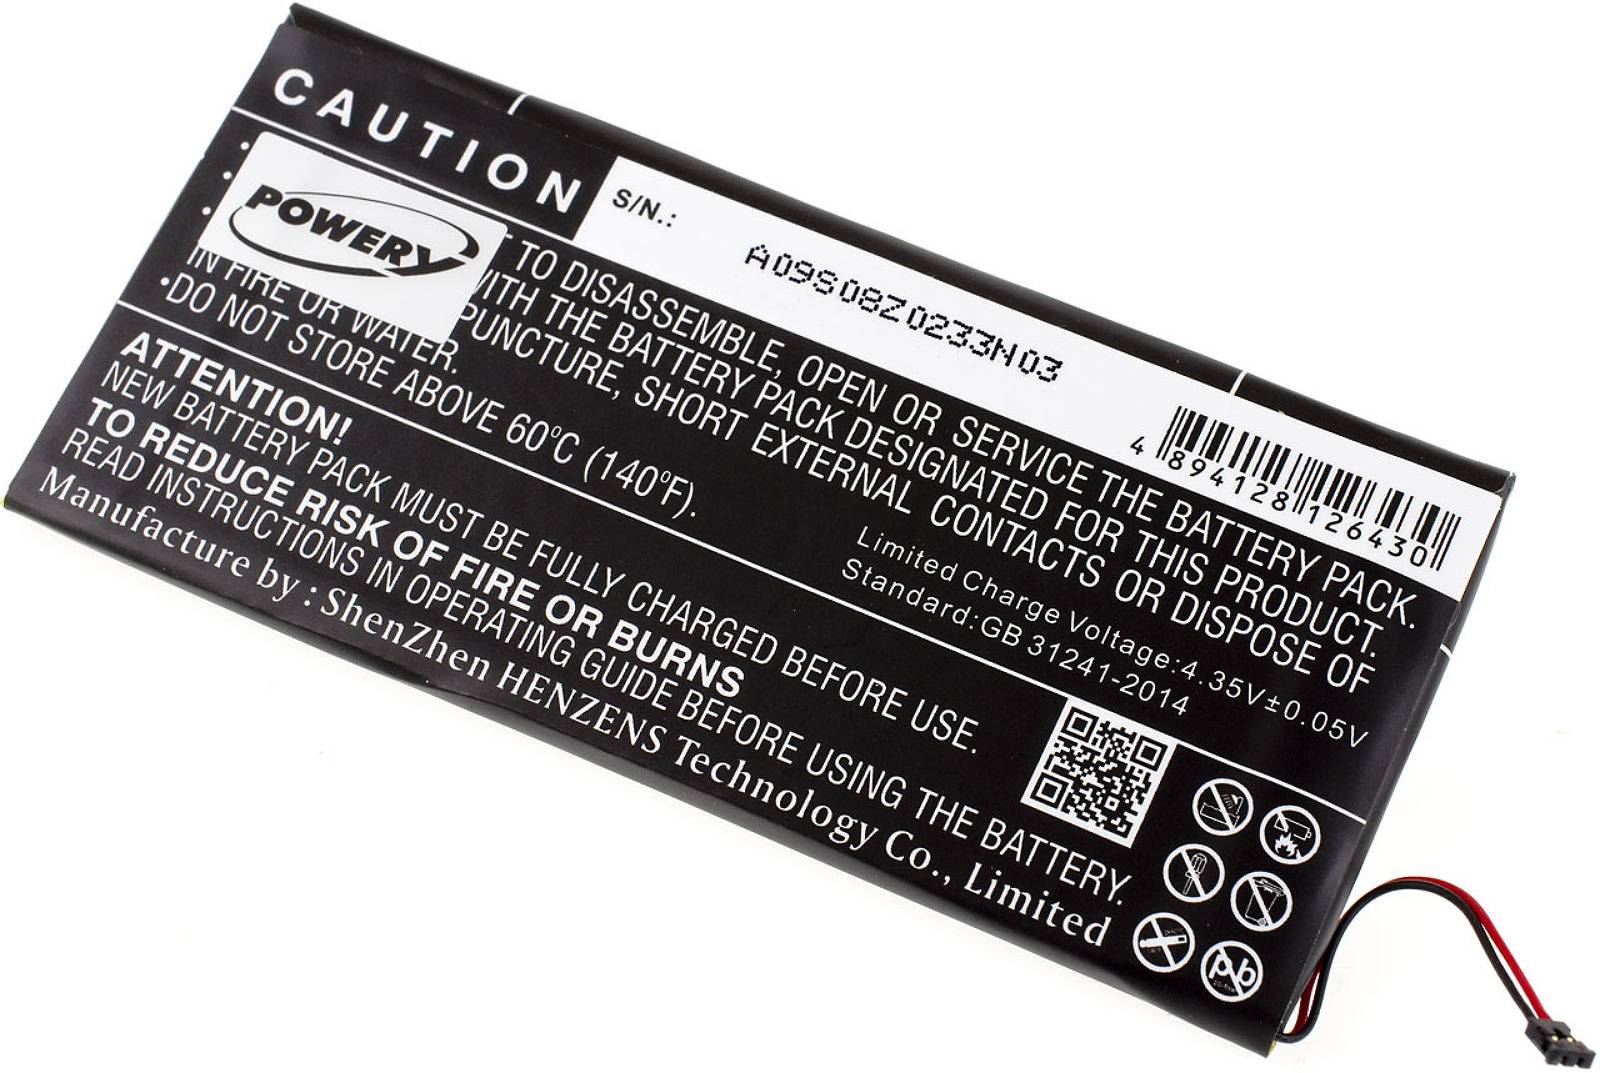 CAUTION
S/N.:
A09S08Z0233N03
4 894128 126430
POWERY
TO DISASSEMBLE, OPEN OR SERVICE THE BATTERY PACK.
WITH THE BATTERY PACK DESIGNATED FOR THIS PRODUCT.
PUNCTURE, SHORT EXTERNAL CONTACTS OR DISPOSE OF
IN FIRE OR WATER.
•DO NOT STORE ABOVE 60°C (140°F).
Limited Charge Voltage:4.35V±0.05V
Standard:GB 31241-2014
ATTENTION!
NEW BATTERY PACK MUST BE FULLY CHARGED BEFORE USE.
TO REDUCE RISK OF FIRE OR BURNS
READ INSTRUCTIONS IN OPERATING GUIDE BEFORE USING THE BATTERY.
Manufacture by : ShenZhen HENZENS Technology Co., Limited
pb